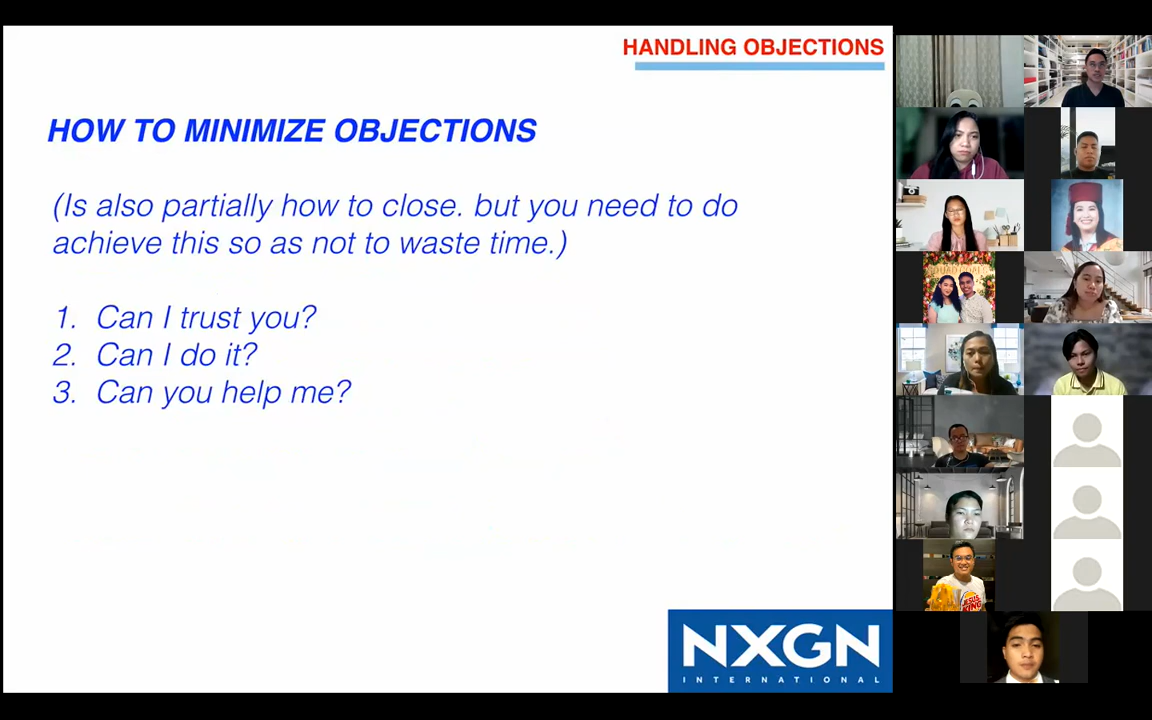 HANDLING OBJECTIONS
HOW TO MINIMIZE OBJECTIONS
(Is also partially how to close. but you need to do
achieve this so as not to waste time.)
1. Can I trust you?
2. Can I do it?
3. Can you help me?
NXGN
INTERNATIONAL
JESUS
KING